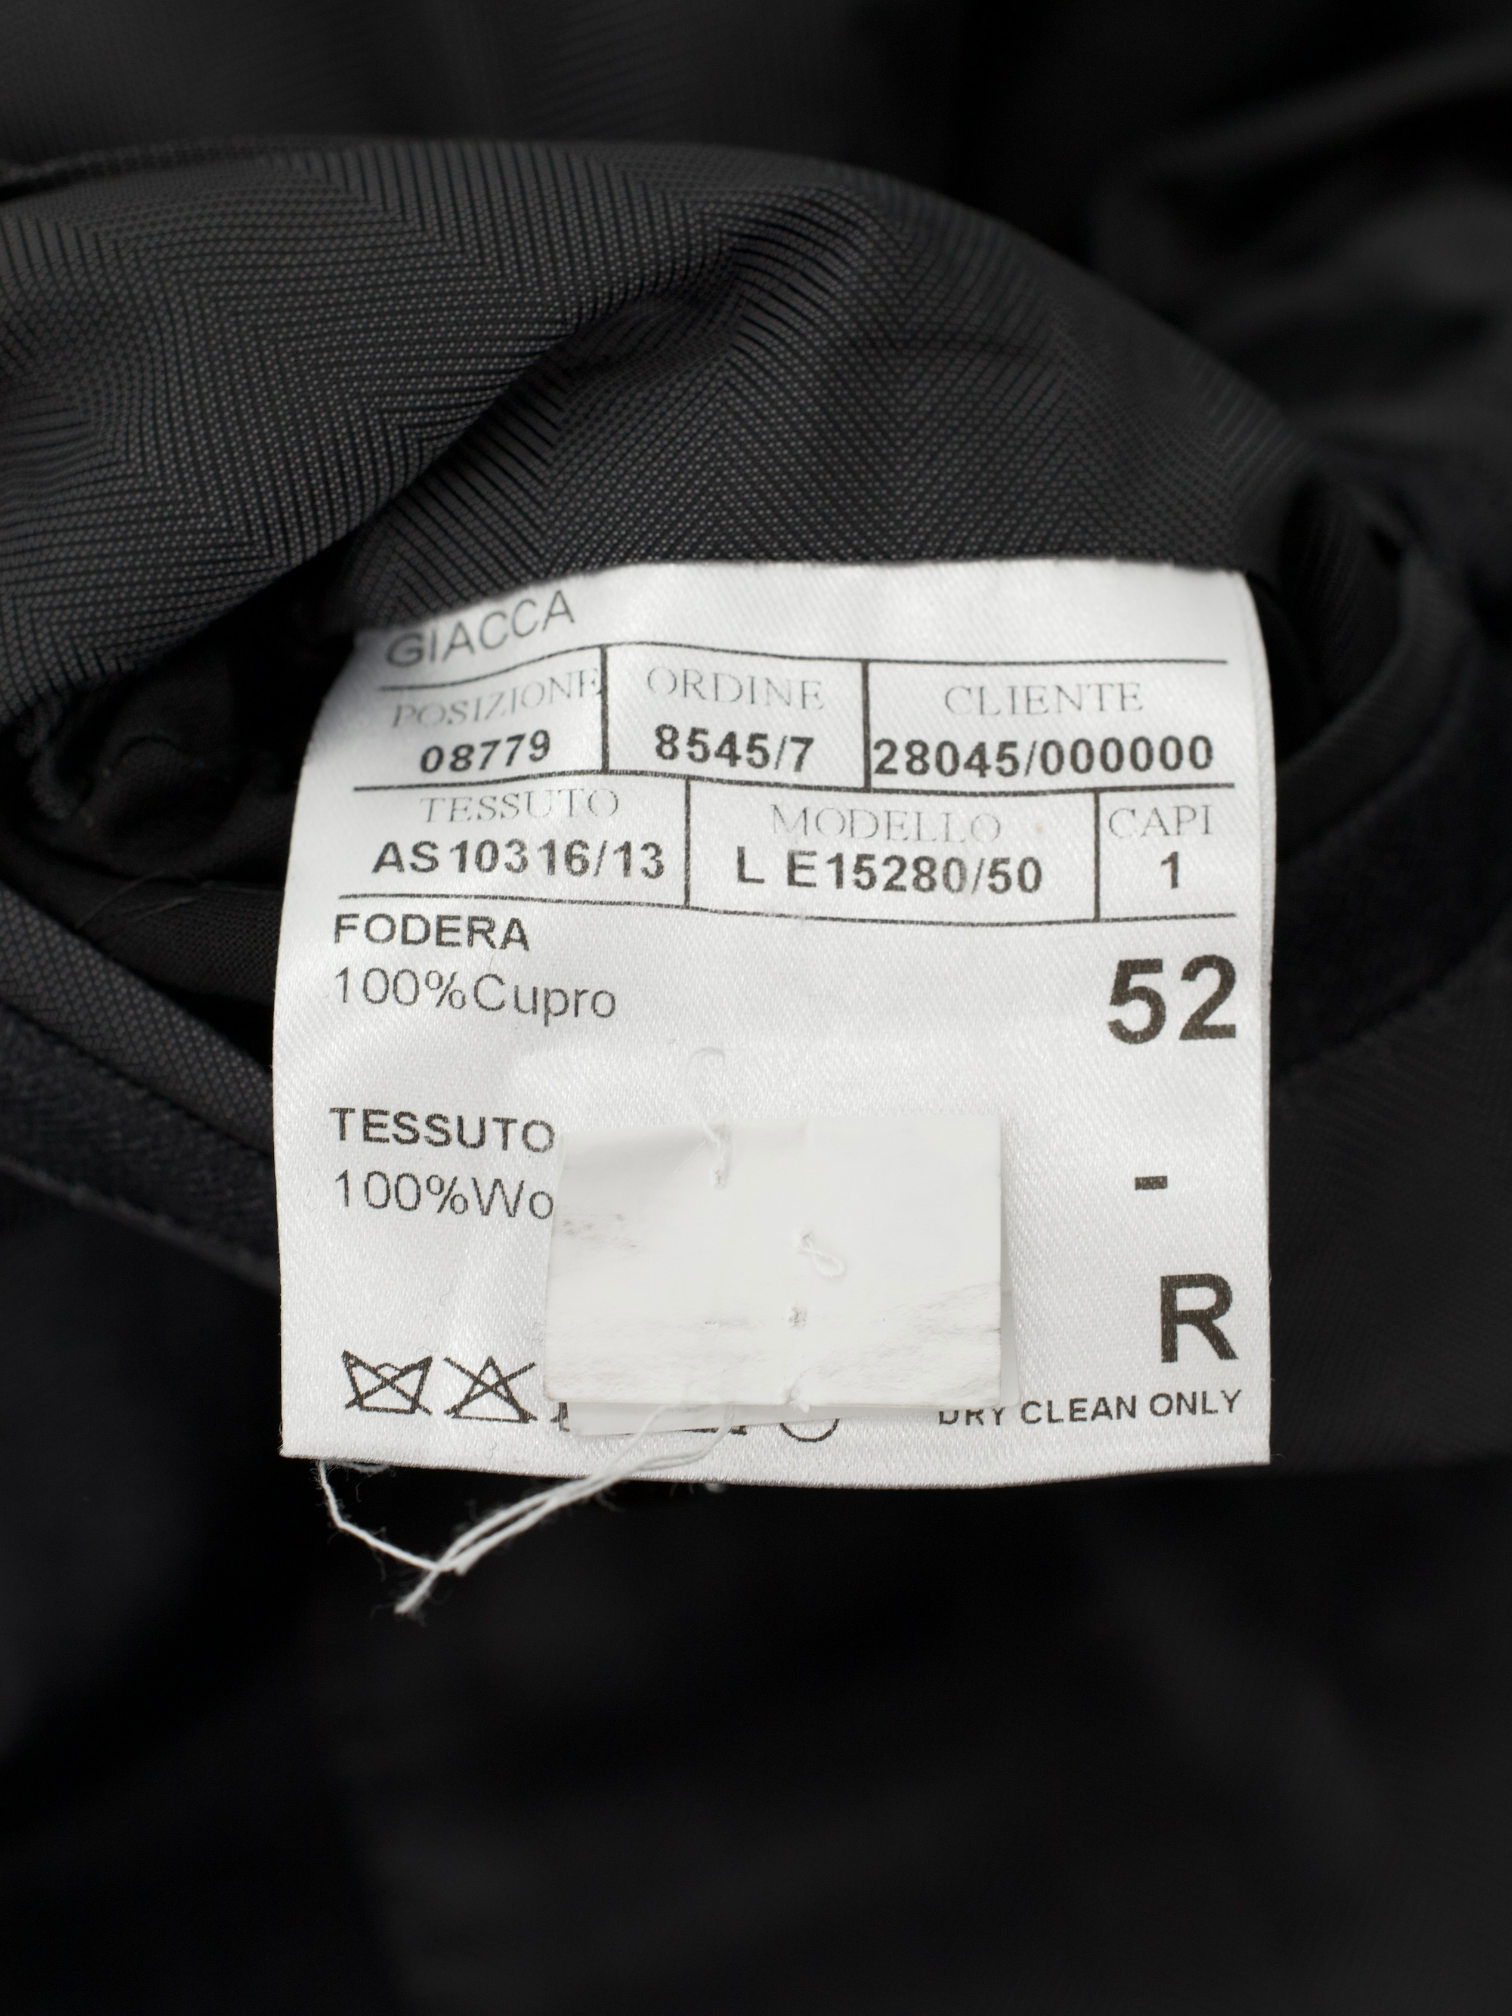 GIACCA
POSIZIONE ORDINE CLIENTE
08779 8545/7 28045/000000
TESSUTO MODELLO CAPI
AS10316/13 L E15280/50 1
FODERA
100%Cupro
52
TESSUTO
100%Wo
-
R
DRY CLEAN ONLY